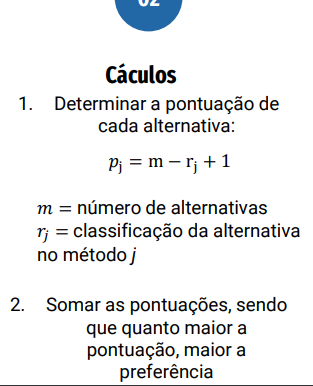 02
Cáculos
1. Determinar a pontuação de
cada alternativa:
pⱼ = m − rⱼ + 1
m = número de alternativas
rⱼ = classificação da alternativa
no método j
2. Somar as pontuações, sendo
que quanto maior a
pontuação, maior a
preferência